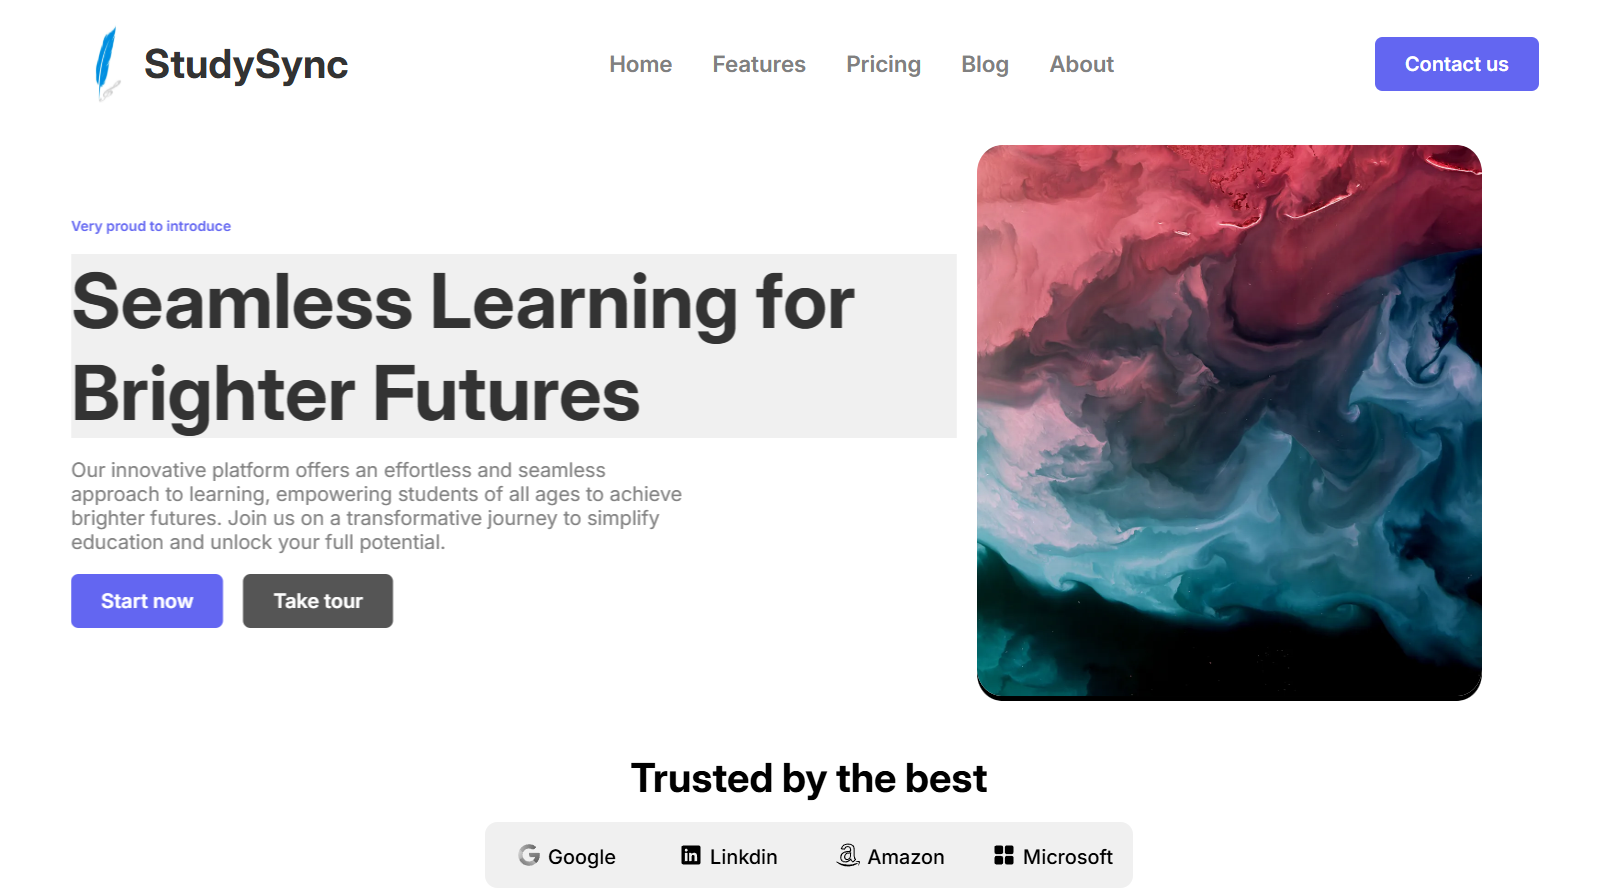 StudySync
Home Features Pricing Blog About
Contact us
Very proud to introduce
Seamless Learning for
Brighter Futures
Our innovative platform offers an effortless and seamless
approach to learning, empowering students of all ages to achieve
brighter futures. Join us on a transformative journey to simplify
education and unlock your full potential.
Start now Take tour
Trusted by the best
Google Linkdin Amazon Microsoft